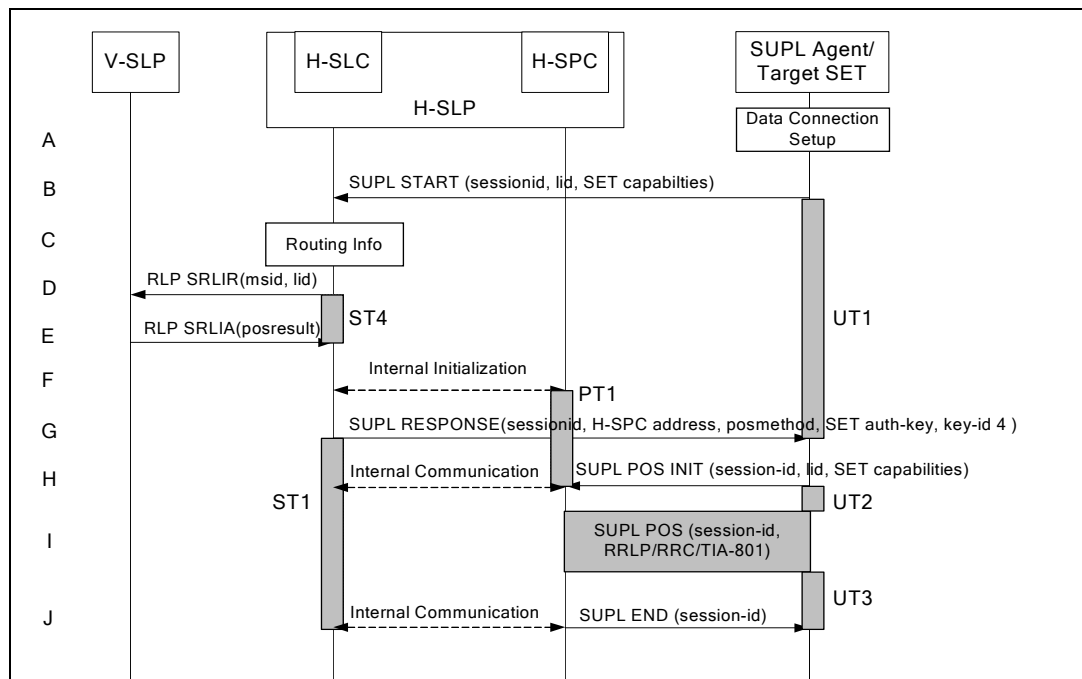 V-SLP
H-SLC
H-SPC
SUPL Agent/
Target SET
H-SLP
A
Data Connection
Setup
B
SUPL START (sessionid, lid, SET capabilties)
C
Routing Info
D
RLP SRLIR(msid, lid)
ST4
UT1
E
RLP SRLIA(posresult)
F
Internal Initialization
PT1
G
SUPL RESPONSE(sessionid, H-SPC address, posmethod, SET auth-key, key-id 4 )
H
Internal Communication
SUPL POS INIT (session-id, lid, SET capabilities)
ST1
UT2
I
SUPL POS (session-id,
RRLP/RRC/TIA-801)
UT3
J
Internal Communication
SUPL END (session-id)